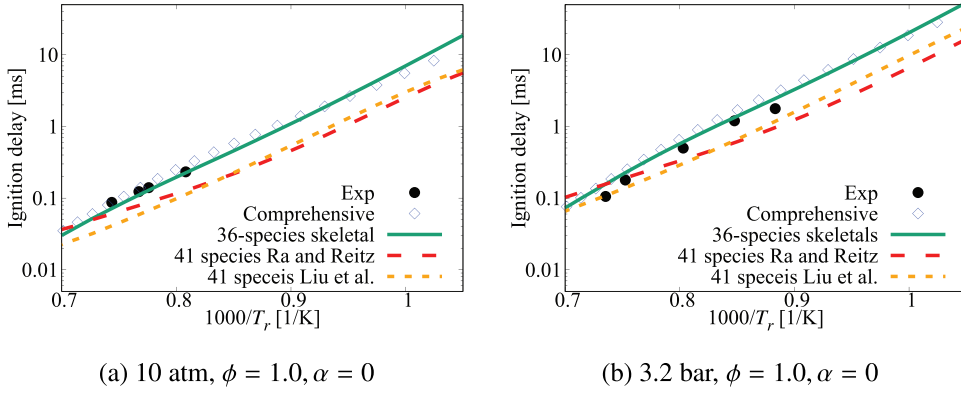 10
1
0.1
0.01
Ignition delay [ms]
Exp
Comprehensive
36-species skeletal
41 species Ra and Reitz
41 speceis Liu et al.
0.7
0.8
0.9
1
1000/Tr [1/K]
(a) 10 atm, ϕ = 1.0, α = 0
10
1
0.1
0.01
Ignition delay [ms]
Exp
Comprehensive
36-species skeletals
41 species Ra and Reitz
41 speceis Liu et al.
0.7
0.8
0.9
1
1000/Tr [1/K]
(b) 3.2 bar, ϕ = 1.0, α = 0